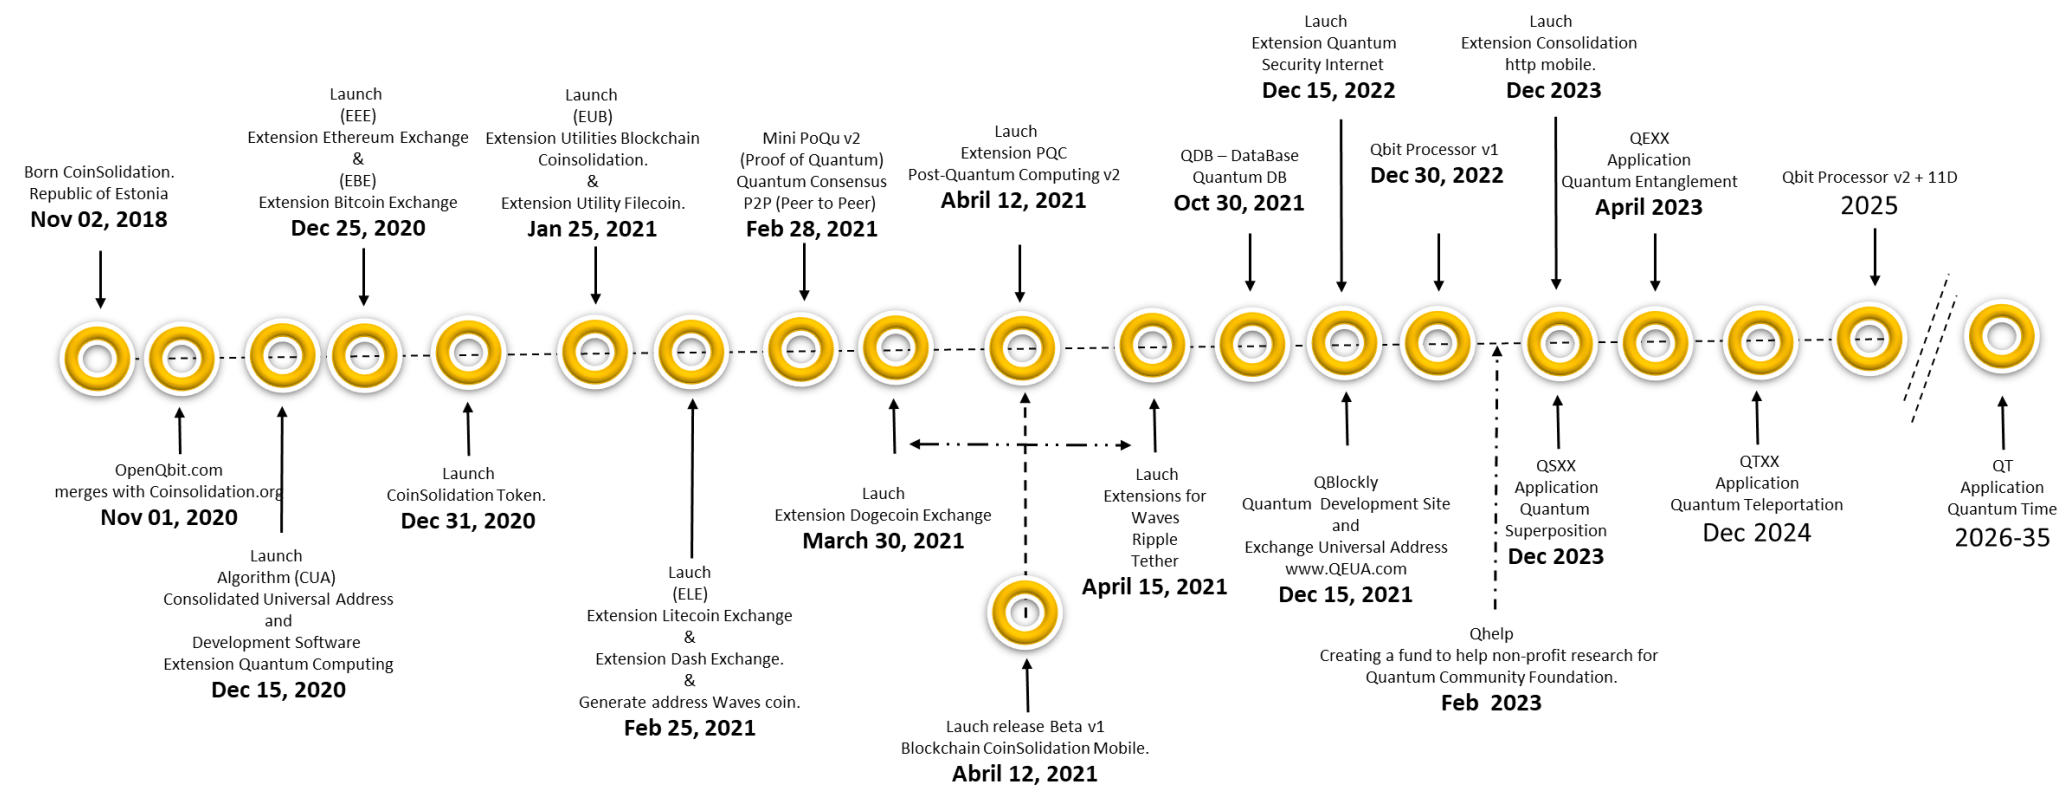 Born CoinSolidation.
Republic of Estonia
Nov 02, 2018
OpenQbit.com
merges with Coinsolidation.org
Nov 01, 2020
Launch
Algorithm (CUA)
Consolidated Universal Address
and
Development Software
Extension Quantum Computing
Dec 15, 2020
Launch
(EEE)
Extension Ethereum Exchange
&
(EBE)
Extension Bitcoin Exchange
Dec 25, 2020
Launch
CoinSolidation Token.
Dec 31, 2020
Launch
(EUB)
Extension Utilities Blockchain
Coinsolidation.
&
Extension Utility Filecoin.
Jan 25, 2021
Lauch
(ELE)
Extension Litecoin Exchange
&
Extension Dash Exchange.
&
Generate address Waves coin.
Feb 25, 2021
Mini PoQu v2
(Proof of Quantum)
Quantum Consensus
P2P (Peer to Peer)
Feb 28, 2021
Lauch
Extension Dogecoin Exchange
March 30, 2021
Lauch
Extension PQC
Post-Quantum Computing v2
Abril 12, 2021
Lauch release Beta v1
Blockchain CoinSolidation Mobile.
Abril 12, 2021
Lauch
Extensions for
Waves
Ripple
Tether
April 15, 2021
QDB – DataBase
Quantum DB
Oct 30, 2021
Lauch
Extension Quantum
Security Internet
Dec 15, 2022
QBlockly
Quantum Development Site
and
Exchange Universal Address
www.QEUA.com
Dec 15, 2021
Qbit Processor v1
Dec 30, 2022
Qhelp
Creating a fund to help non-profit research for
Quantum Community Foundation.
Feb 2023
Lauch
Extension Consolidation
http mobile.
Dec 2023
QSXX
Application
Quantum
Superposition
Dec 2023
QEXX
Application
Quantum Entanglement
April 2023
QTXX
Application
Quantum Teleportation
Dec 2024
Qbit Processor v2 + 11D
2025
QT
Application
Quantum Time
2026-35